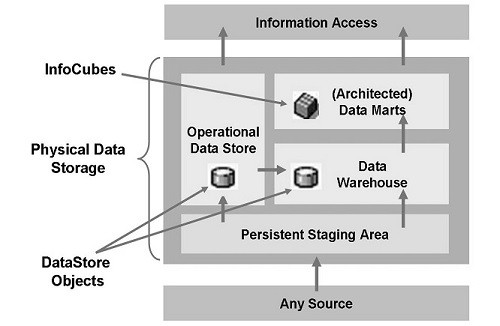 Information Access
InfoCubes
(Architected)
Data Marts
Operational
Data Store
Physical Data
Storage
Data
Warehouse
Persistent Staging Area
DataStore
Objects
Any Source